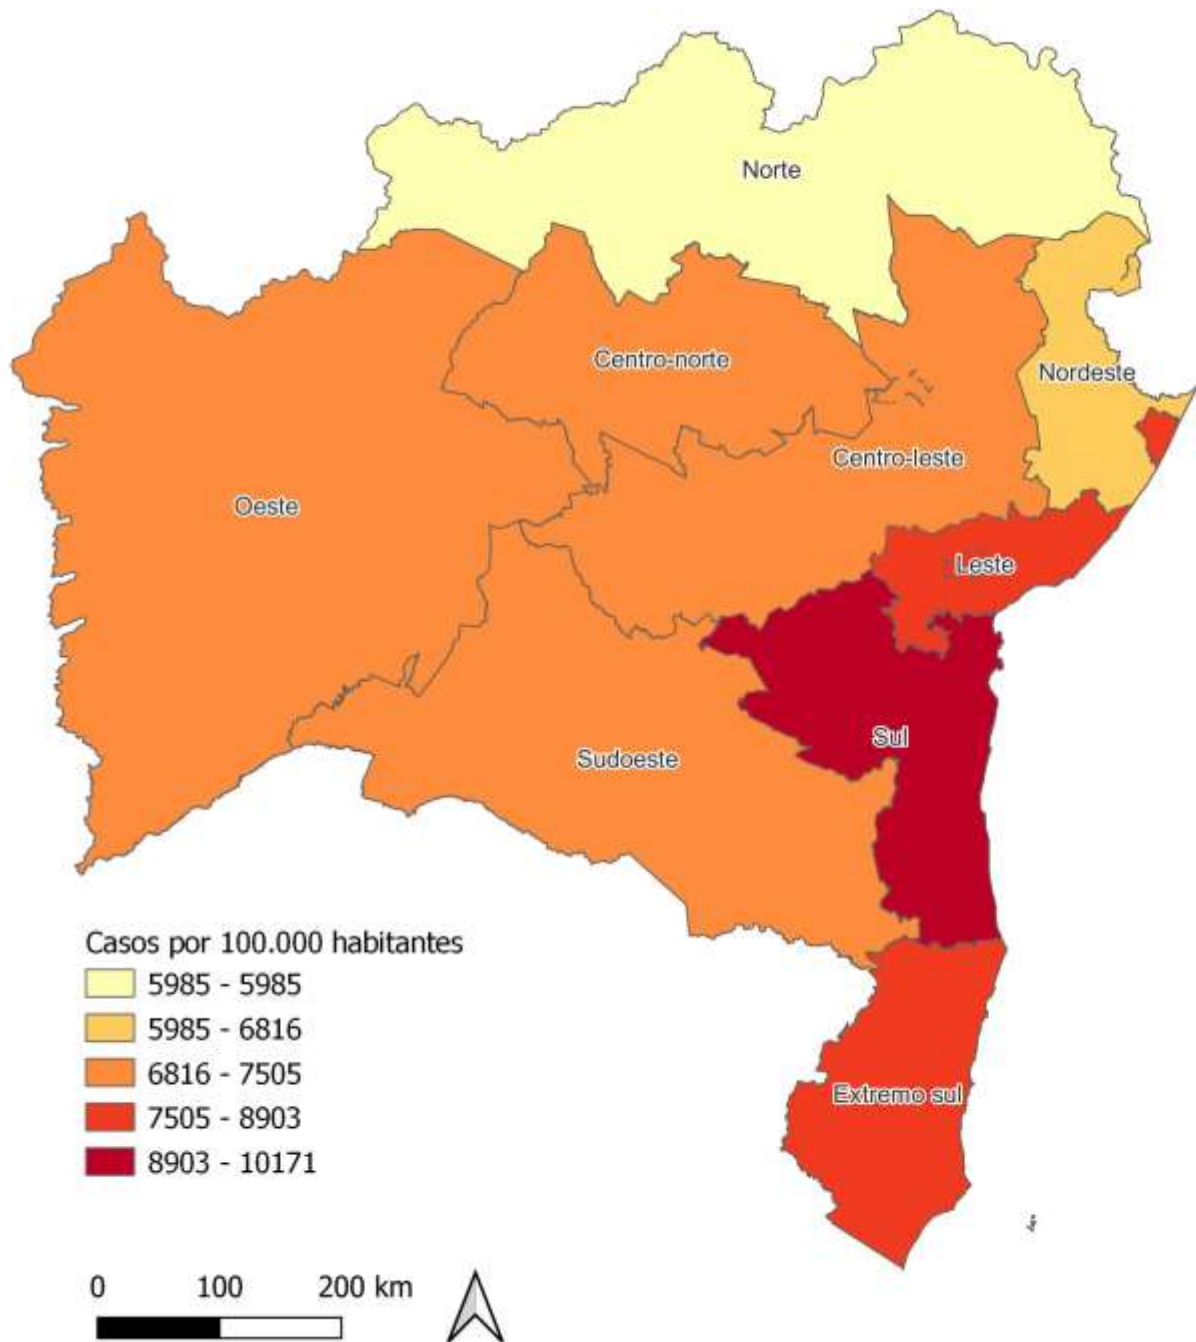 Norte
Centro-norte
Nordeste
Centro-leste
Oeste
Leste
Sul
Sudoeste
Casos por 100.000 habitantes
5985 - 5985
5985 - 6816
6816 - 7505
7505 - 8903
8903 - 10171
Extremo sul
0 100 200 km